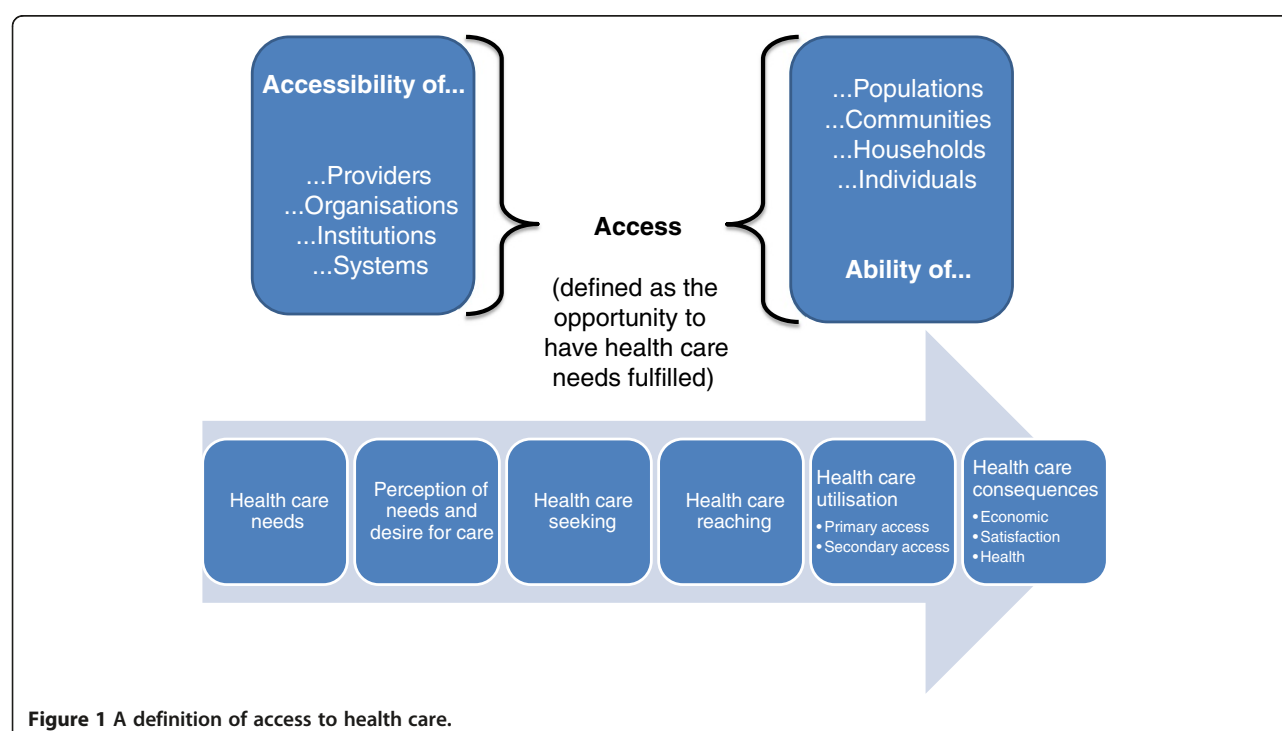 Accessibility of...
...Providers
...Organisations
...Institutions
...Systems
Access
(defined as the
opportunity to
have health care
needs fulfilled)
...Populations
...Communities
...Households
...Individuals
Ability of...
Health care
needs
Perception of
needs and
desire for care
Health care
seeking
Health care
reaching
Health care
utilisation
• Primary access
• Secondary access
Health care
consequences
• Economic
• Satisfaction
• Health
Figure 1 A definition of access to health care.